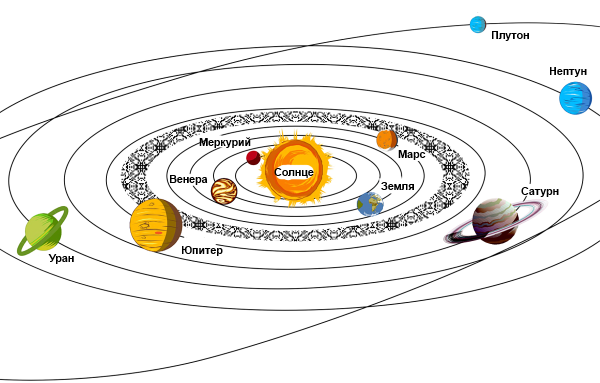 Плутон
Нептун
Меркурий
Марс
Солнце
Венера
Земля
Сатурн
Юпитер
Уран